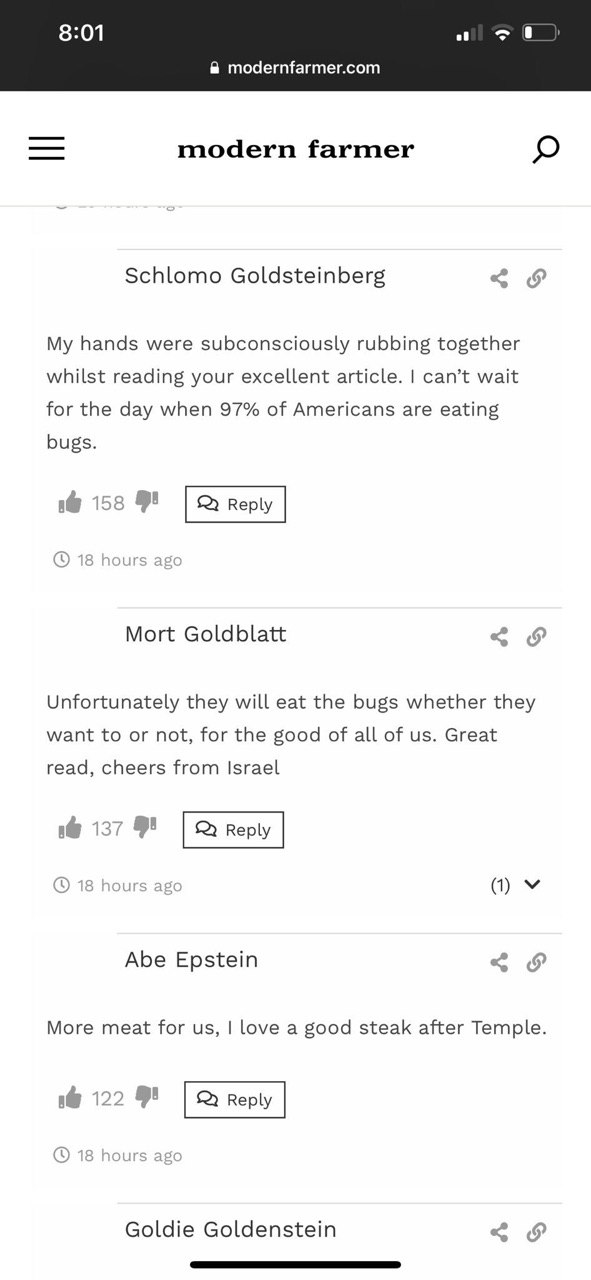 8:01
modernfarmer.com
modern farmer
Schlomo Goldsteinberg
My hands were subconsciously rubbing together
whilst reading your excellent article. I can’t wait
for the day when 97% of Americans are eating
bugs.
158
Reply
18 hours ago
Mort Goldblatt
Unfortunately they will eat the bugs whether they
want to or not, for the good of all of us. Great
read, cheers from Israel
137
Reply
18 hours ago
(1)
Abe Epstein
More meat for us, I love a good steak after Temple.
122
Reply
18 hours ago
Goldie Goldenstein